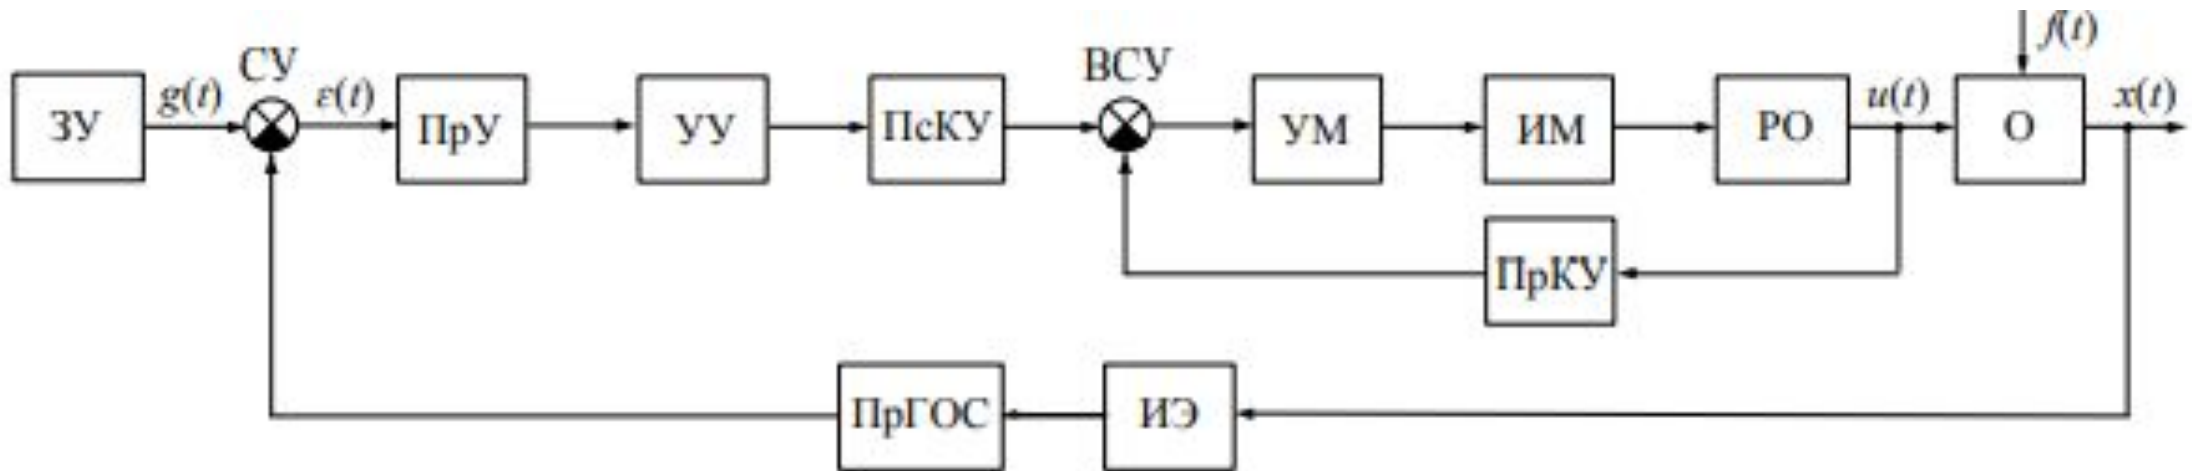 f(t)
СУ
ВСУ
g(t)
ε(t)
u(t)
x(t)
ЗУ
ПрУ
УУ
ПсКУ
УМ
ИМ
РО
О
ПрКУ
ПрГОС
ИЭ